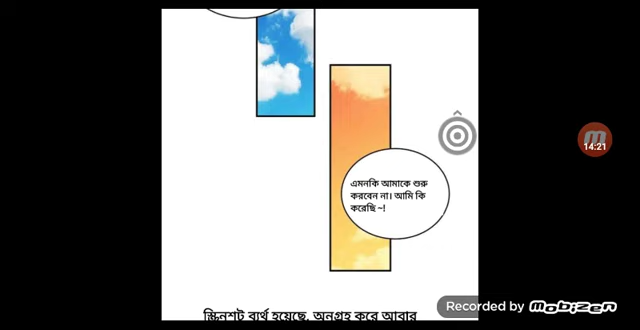 এমনকি আমাকে শুরু
করবেন না। আমি কি
করেছি ~!
14:21
Recorded by MOBIZEN
স্ক্রিনশট ব্যর্থ হয়েছে. অনুগ্রহ করে আবার